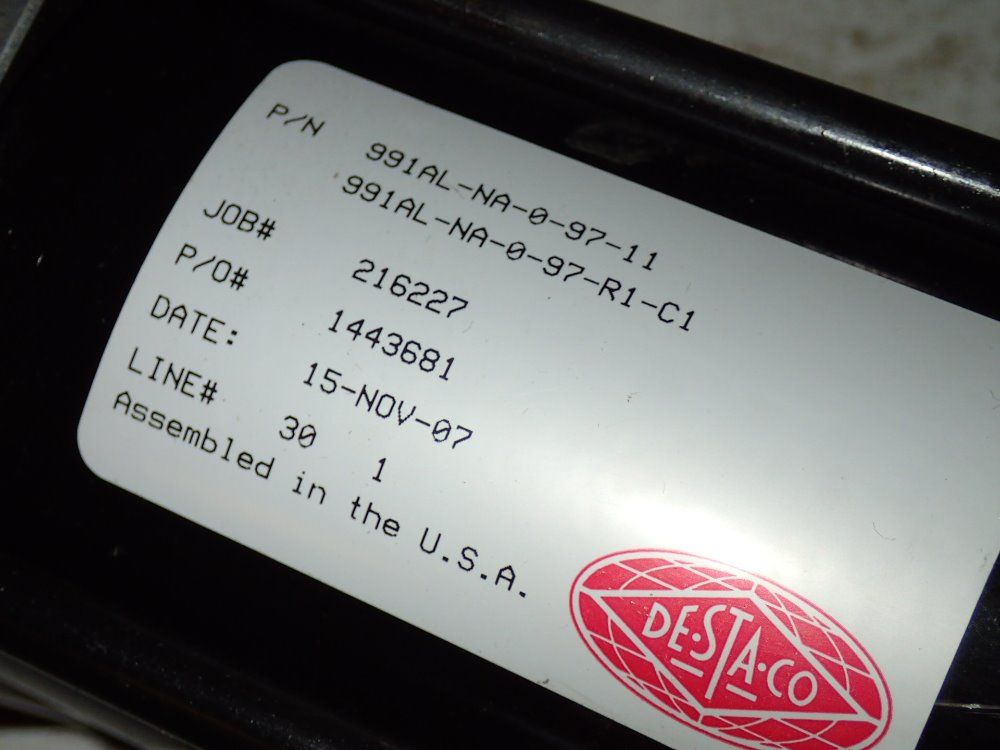 P/N 991AL-NA-0-97-11
991AL-NA-0-97-R1-C1
JOB# 216227
P/O# 1443681
DATE: 15-NOV-07
LINE# 30 1
Assembled in the U.S.A.
DE-STA-CO